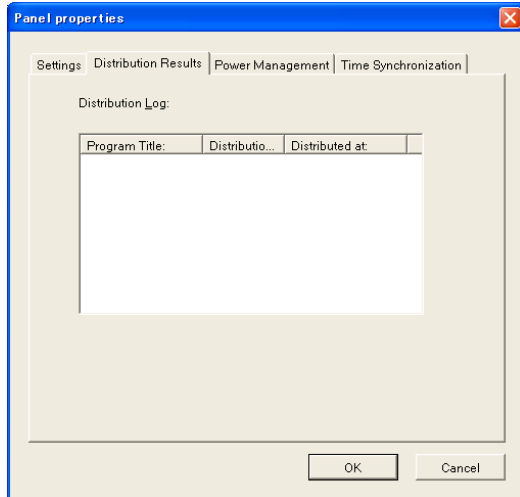 Panel properties
Settings Distribution Results Power Management Time Synchronization
Distribution Log:
Program Title: Distributio... Distributed at:
OK Cancel